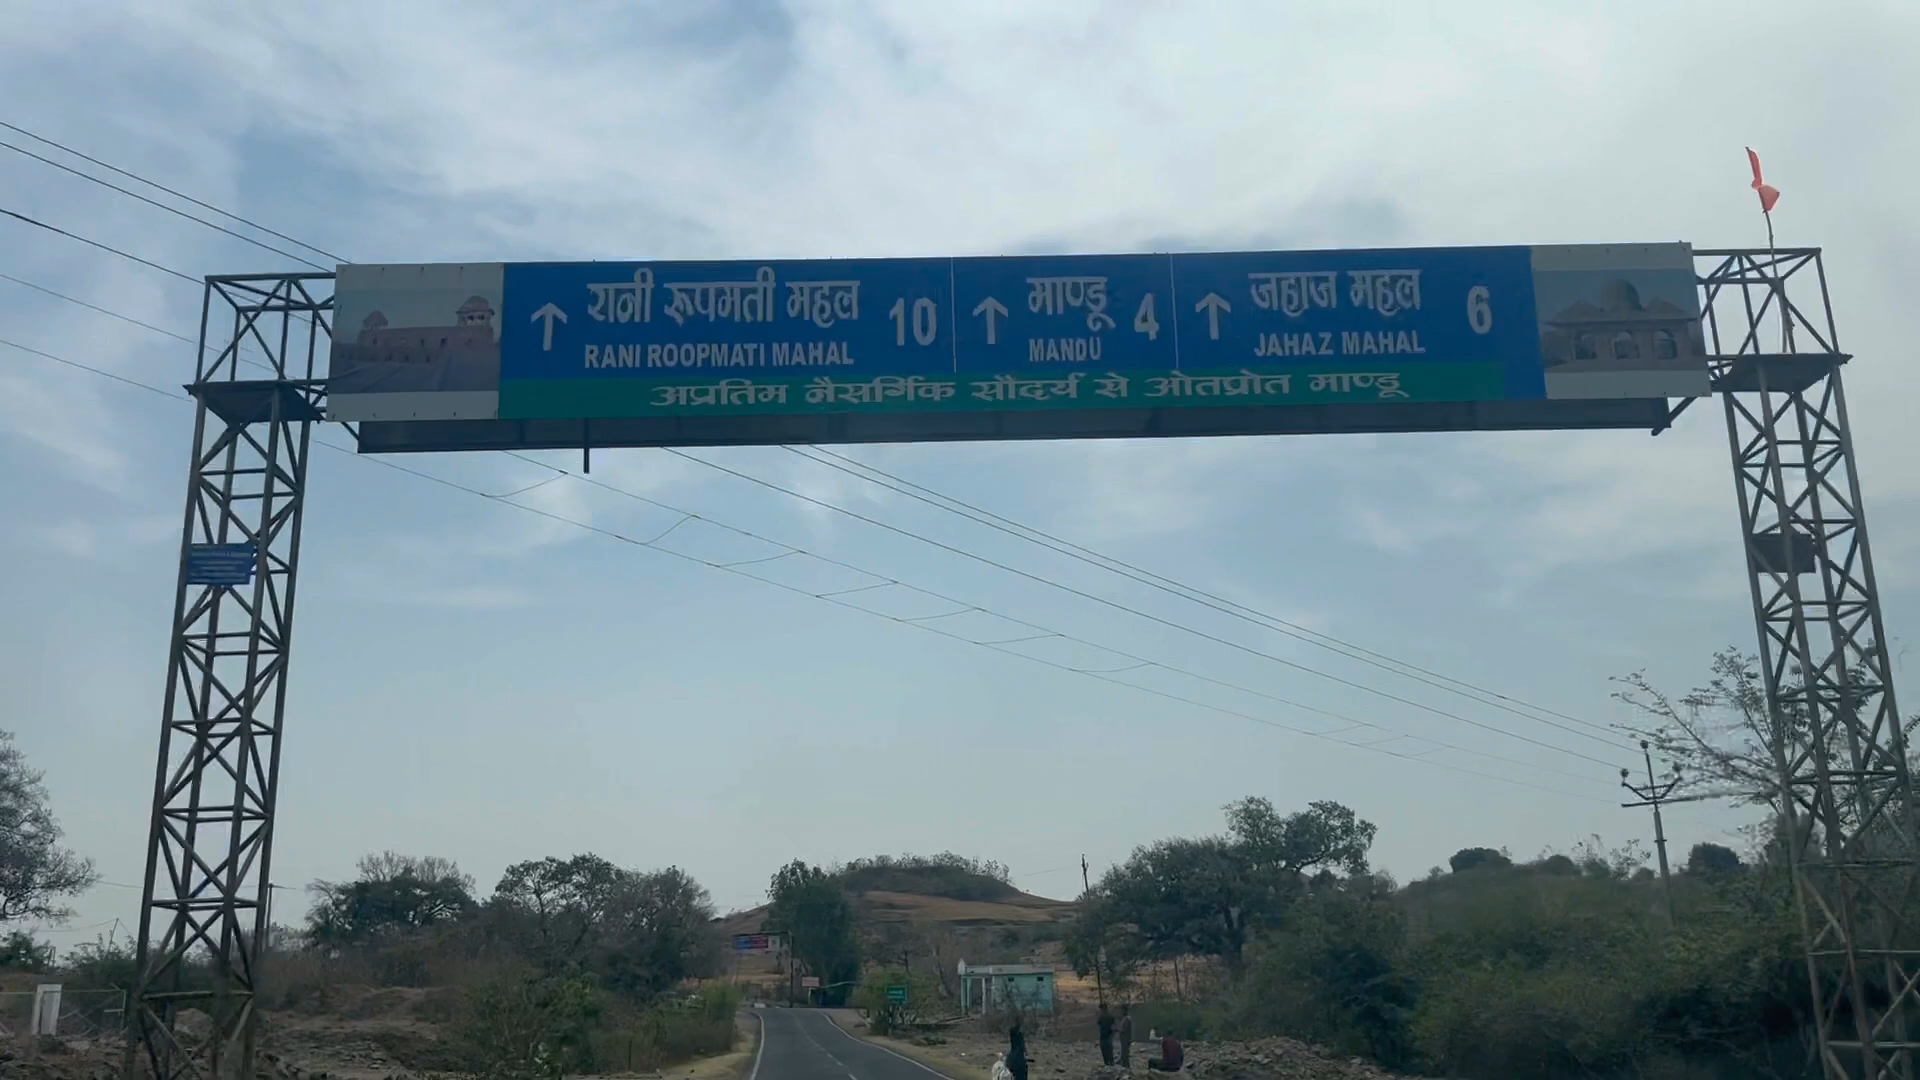 रानी रूपमती महल 10
RANI ROOPMATI MAHAL
माण्डू 4
MANDU
जहाज महल 6
JAHAZ MAHAL
अप्रतिम नैसर्गिक सौदर्य से ओतप्रोत माण्डू